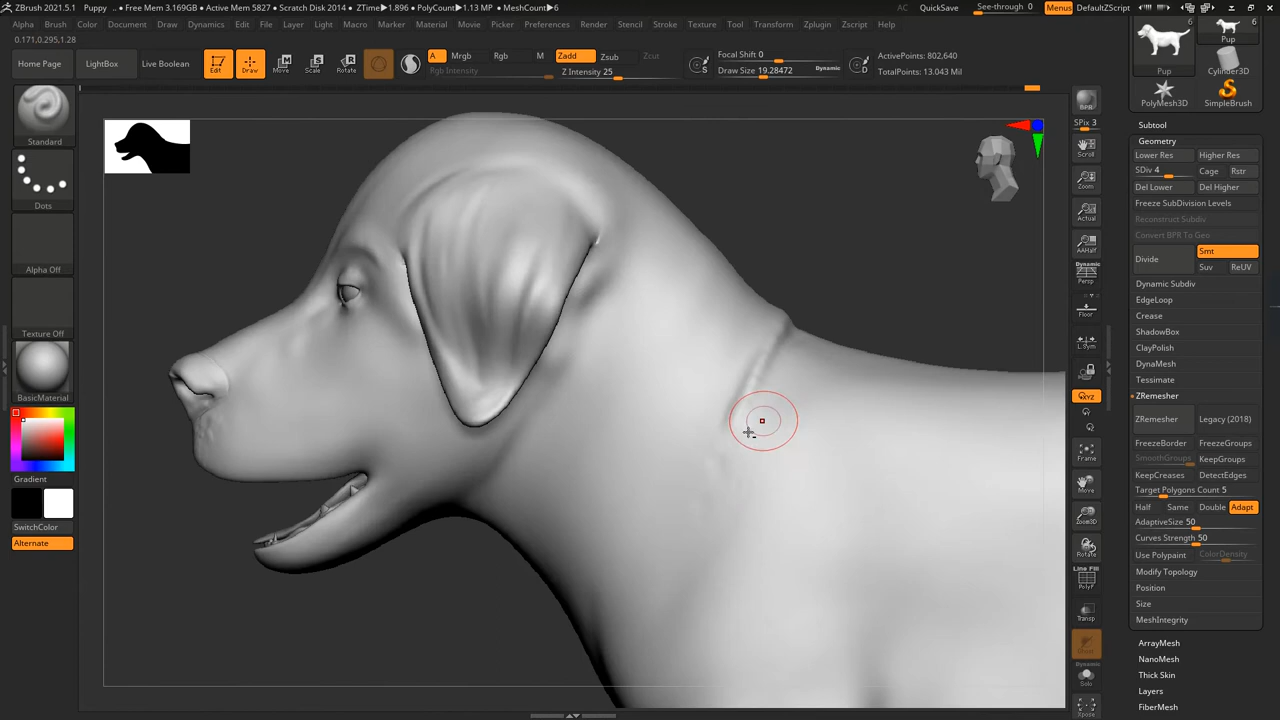 ZBrush 2021.5.1 Puppy • Free Mem 3.169GB • Active Mem 5827 • Scratch Disk 2014 • ZTime▶1.896 • PolyCount▶1.13 MP • MeshCount▶6 AC QuickSave See-through 0 Menus DefaultZScript
Alpha Brush Color Document Draw Dynamics Edit File Layer Light Macro Marker Material Movie Picker Preferences Render Stencil Stroke Texture Tool Transform Zplugin Zscript Help
0.171,0.295,1.28
Home Page
LightBox
Live Boolean
Edit
Draw
Move
Scale
Rotate
A Mrgb Rgb M
Rgb Intensity
Zadd Zsub Zcut
Z Intensity 25
S
Focal Shift 0
Draw Size 19.28472 Dynamic
D
ActivePoints: 802,640
TotalPoints: 13.043 Mil
Standard
Dots
Alpha Off
Texture Off
BasicMaterial
Gradient
SwitchColor
Alternate
BPR
SPix 3
Scroll
Zoom
Actual
AAHalf
Dynamic
Persp
Floor
L.Sym
XYZ
Frame
Move
Zoom3D
Rotate
Line Fill
PolyF
Transp
Dynamic
Solo
Xpose
6
6
Pup
Pup
Cylinder3D
PolyMesh3D
SimpleBrush
Subtool
Geometry
Lower Res Higher Res
SDiv 4 Cage Rstr
Del Lower Del Higher
Freeze SubDivision Levels
Reconstruct Subdiv
Convert BPR To Geo
Divide
Smt
Suv ReUV
Dynamic Subdiv
EdgeLoop
Crease
ShadowBox
ClayPolish
DynaMesh
Tessimate
ZRemesher
ZRemesher Legacy (2018)
FreezeBorder FreezeGroups
SmoothGroups KeepGroups
KeepCreases DetectEdges
Target Polygons Count 5
Half Same Double Adapt
AdaptiveSize 50
Curves Strength 50
Use Polypaint ColorDensity
Modify Topology
Position
Size
MeshIntegrity
ArrayMesh
NanoMesh
Thick Skin
Layers
FiberMesh